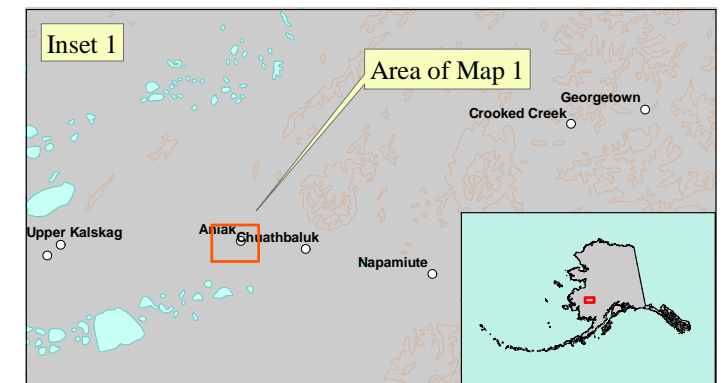 Inset 1
Area of Map 1
Georgetown
Crooked Creek
Upper Kalskag
Aniak
Chuathbaluk
Napamiute